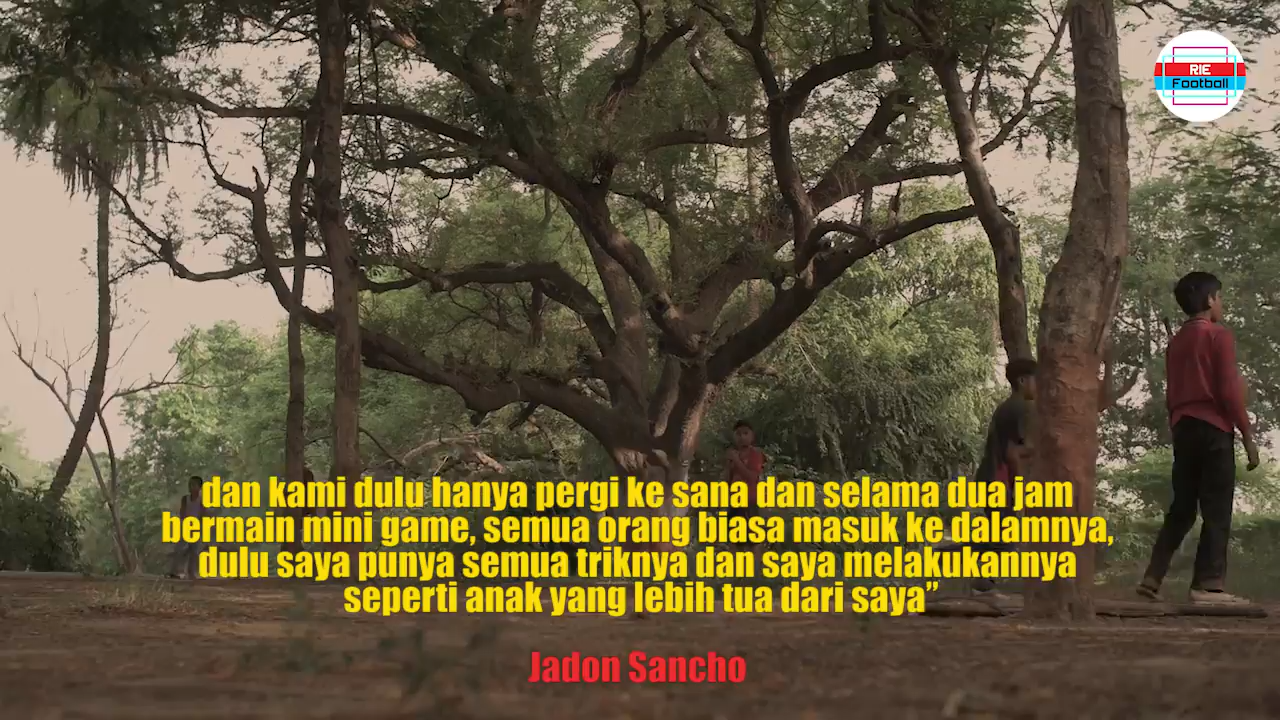 RIE
Football
dan kami dulu hanya pergi ke sana dan selama dua jam
bermain mini game, semua orang biasa masuk ke dalamnya,
dulu saya punya semua triknya dan saya melakukannya
seperti anak yang lebih tua dari saya”
Jadon Sancho